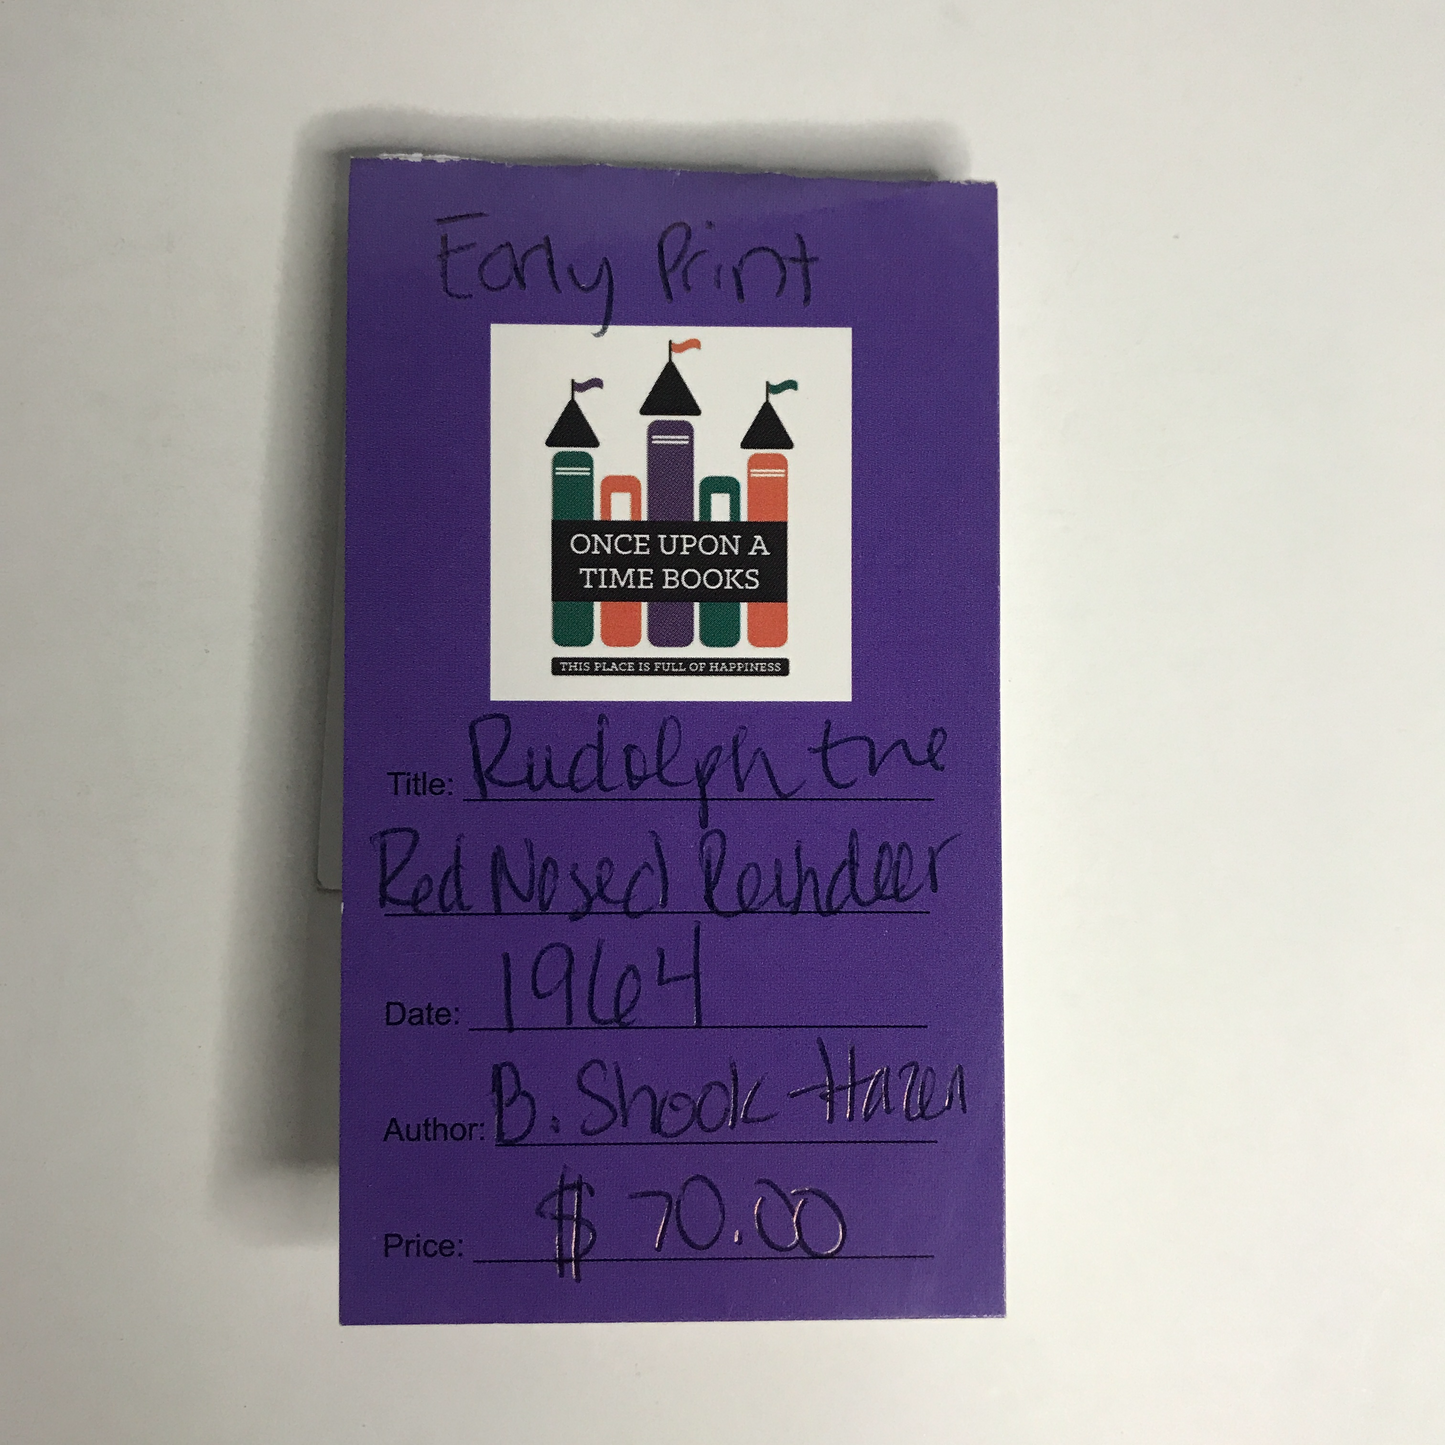 Early Print
ONCE UPON A
TIME BOOKS
THIS PLACE IS FULL OF HAPPINESS
Title: Rudolph the
Red Nosed Reindeer
Date: 1964
Author: B. Shook-Hazen
Price: $70.00